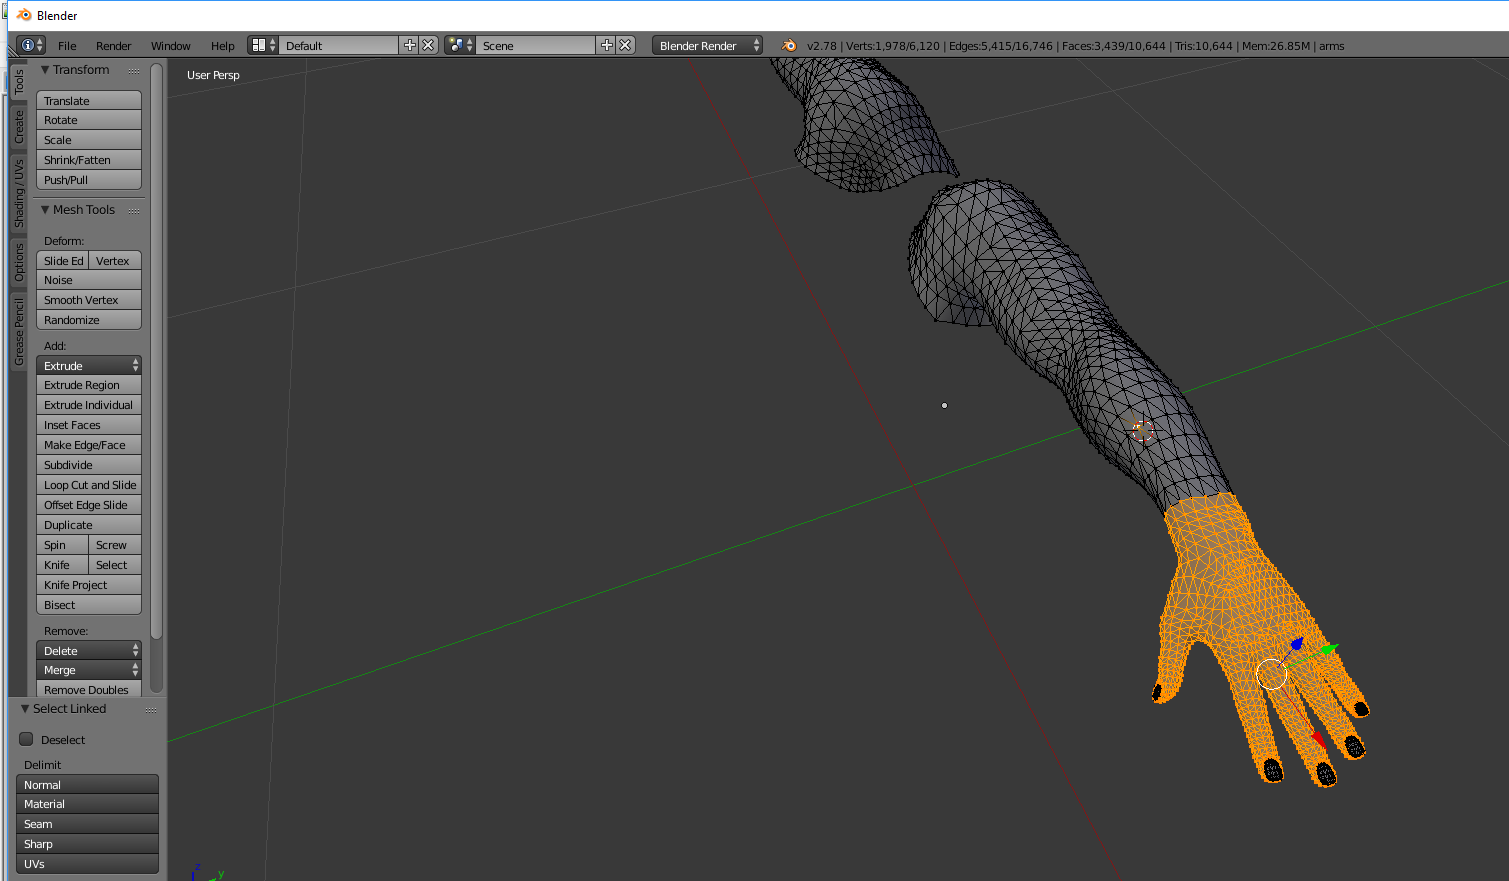 Blender
File Render Window Help Default Scene Blender Render v2.78 | Verts:1,978/6,120 | Edges:5,415/16,746 | Faces:3,439/10,644 | Tris:10,644 | Mem:26.85M | arms
Tools
Create
Shading / UVs
Options
Grease Pencil
Transform
Translate
Rotate
Scale
Shrink/Fatten
Push/Pull
Mesh Tools
Deform:
Slide Ed Vertex
Noise
Smooth Vertex
Randomize
Add:
Extrude
Extrude Region
Extrude Individual
Inset Faces
Make Edge/Face
Subdivide
Loop Cut and Slide
Offset Edge Slide
Duplicate
Spin Screw
Knife Select
Knife Project
Bisect
Remove:
Delete
Merge
Remove Doubles
Select Linked
Deselect
Delimit
Normal
Material
Seam
Sharp
UVs
User Persp
z
y